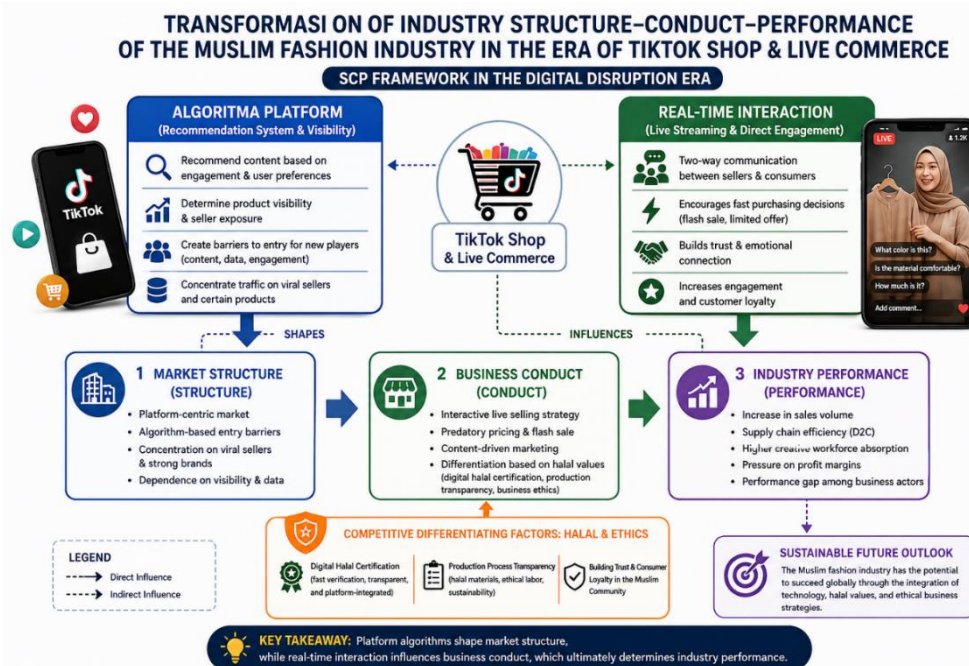 TRANSFORMASI ON OF INDUSTRY STRUCTURE–CONDUCT–PERFORMANCE
OF THE MUSLIM FASHION INDUSTRY IN THE ERA OF TIKTOK SHOP & LIVE COMMERCE
SCP FRAMEWORK IN THE DIGITAL DISRUPTION ERA
TikTok
ALGORITMA PLATFORM
(Recommendation System & Visibility)
Recommend content based on
engagement & user preferences
Determine product visibility
& seller exposure
Create barriers to entry for new players
(content, data, engagement)
Concentrate traffic on viral sellers
and certain products
TikTok Shop
& Live Commerce
REAL-TIME INTERACTION
(Live Streaming & Direct Engagement)
Two-way communication
between sellers & consumers
Encourages fast purchasing decisions
(flash sale, limited offer)
Builds trust & emotional
connection
Increases engagement
and customer loyalty
LIVE
1.2K
What color is this?
Is the material comfortable?
How much is it?
Add comment...
SHAPES
INFLUENCES
1 MARKET STRUCTURE
(STRUCTURE)
• Platform-centric market
• Algorithm-based entry barriers
• Concentration on viral sellers
& strong brands
• Dependence on visibility & data
2 BUSINESS CONDUCT
(CONDUCT)
• Interactive live selling strategy
• Predatory pricing & flash sale
• Content-driven marketing
• Differentiation based on halal values
(digital halal certification, production
transparency, business ethics)
3 INDUSTRY PERFORMANCE
(PERFORMANCE)
• Increase in sales volume
• Supply chain efficiency (D2C)
• Higher creative workforce absorption
• Pressure on profit margins
• Performance gap among business actors
LEGEND
Direct Influence
Indirect Influence
COMPETITIVE DIFFERENTIATING FACTORS: HALAL & ETHICS
Digital Halal Certification
(fast verification, transparent,
and platform-integrated)
Production Process Transparency
(halal materials, ethical labor,
sustainability)
Building Trust & Consumer
Loyalty in the Muslim
Community
SUSTAINABLE FUTURE OUTLOOK
The Muslim fashion industry has the potential
to succeed globally through the integration of
technology, halal values, and ethical business
strategies.
KEY TAKEAWAY: Platform algorithms shape market structure,
while real-time interaction influences business conduct, which ultimately determines industry performance.